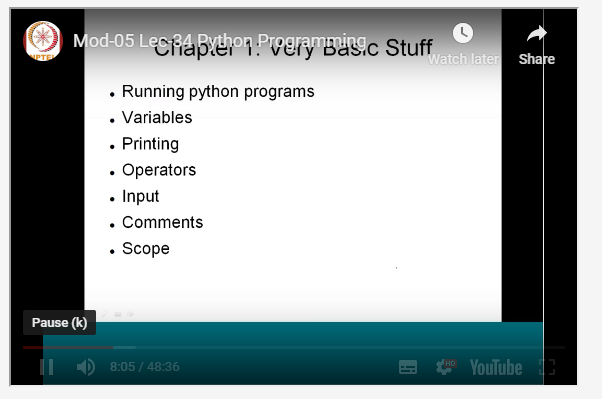 Mod-05 Lec-34 Python Programming
Chapter 1: Very Basic Stuff
Watch later
Share
NPTEL
• Running python programs
• Variables
• Printing
• Operators
• Input
• Comments
• Scope
Pause (k)
8:05 / 48:36
HD
YouTube